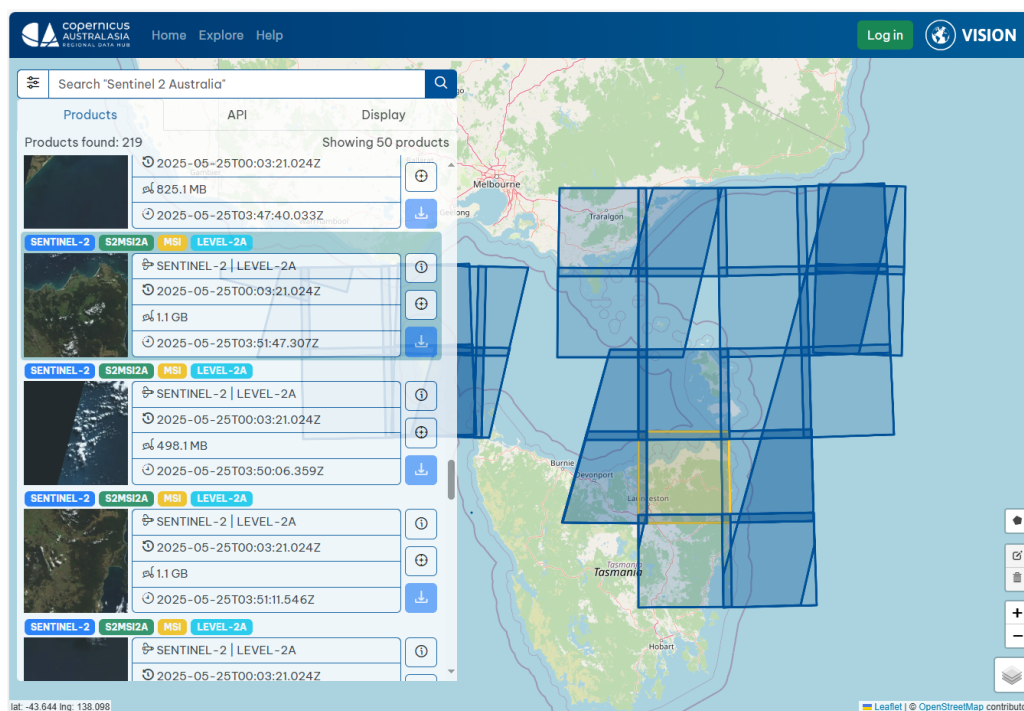 copernicus
AUSTRALASIA
REGIONAL DATA HUB
Home Explore Help
Log in
VISION
Search "Sentinel 2 Australia"
Products API Display
Products found: 219 Showing 50 products
2025-05-25T00:03:21.024Z
825.1 MB
2025-05-25T03:47:40.033Z
SENTINEL-2 S2MSI2A MSI LEVEL-2A
SENTINEL-2 | LEVEL-2A
2025-05-25T00:03:21.024Z
1.1 GB
2025-05-25T03:51:47.307Z
SENTINEL-2 S2MSI2A MSI LEVEL-2A
SENTINEL-2 | LEVEL-2A
2025-05-25T00:03:21.024Z
498.1 MB
2025-05-25T03:50:06.359Z
SENTINEL-2 S2MSI2A MSI LEVEL-2A
SENTINEL-2 | LEVEL-2A
2025-05-25T00:03:21.024Z
1.1 GB
2025-05-25T03:51:11.546Z
SENTINEL-2 S2MSI2A MSI LEVEL-2A
SENTINEL-2 | LEVEL-2A
2025-05-25T00:03:21.024Z
Melbourne
Geelong
Traralgon
Burnie
Devonport
Launceston
Tasmania
Tasmania
Hobart
+
−
lat: -43.644 lng: 138.098
Leaflet | © OpenStreetMap contributo